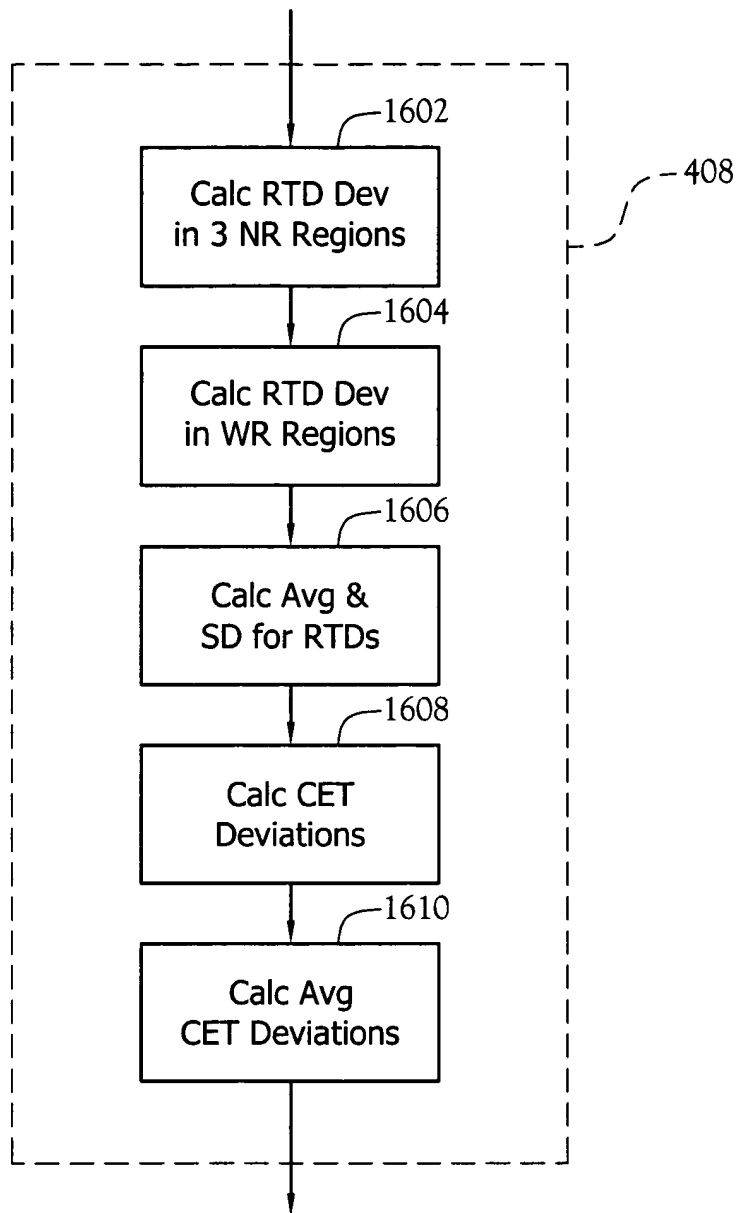 1602
Calc RTD Dev
in 3 NR Regions
408
1604
Calc RTD Dev
in WR Regions
1606
Calc Avg &
SD for RTDs
1608
Calc CET
Deviations
1610
Calc Avg
CET Deviations